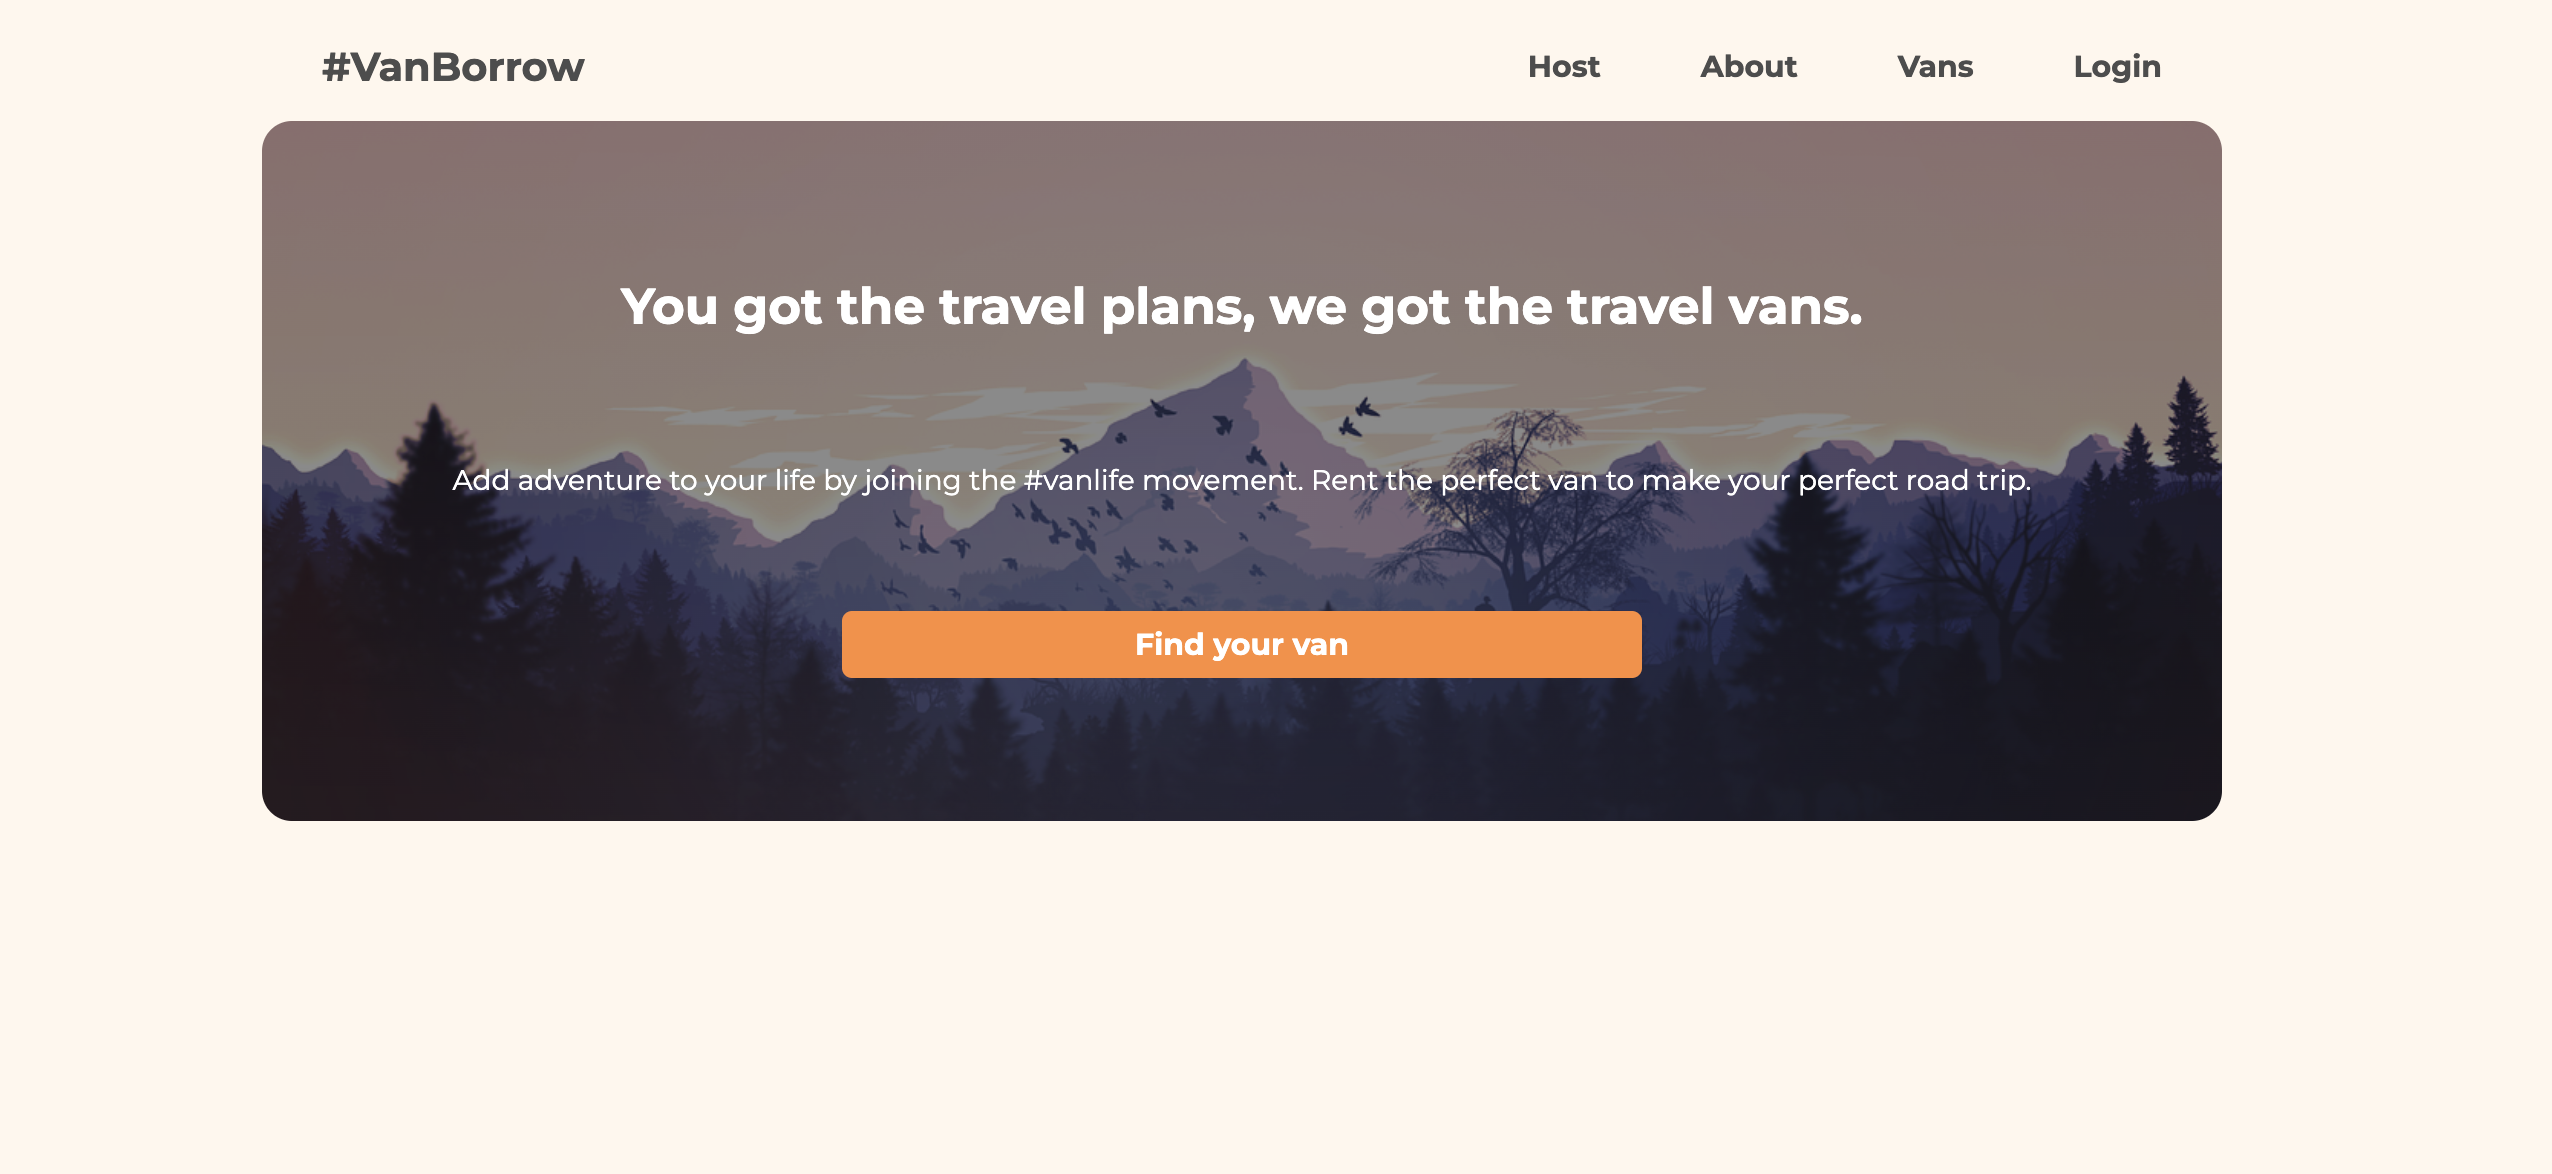 #VanBorrow
Host
About
Vans
Login
You got the travel plans, we got the travel vans.
Add adventure to your life by joining the #vanlife movement. Rent the perfect van to make your perfect road trip.
Find your van